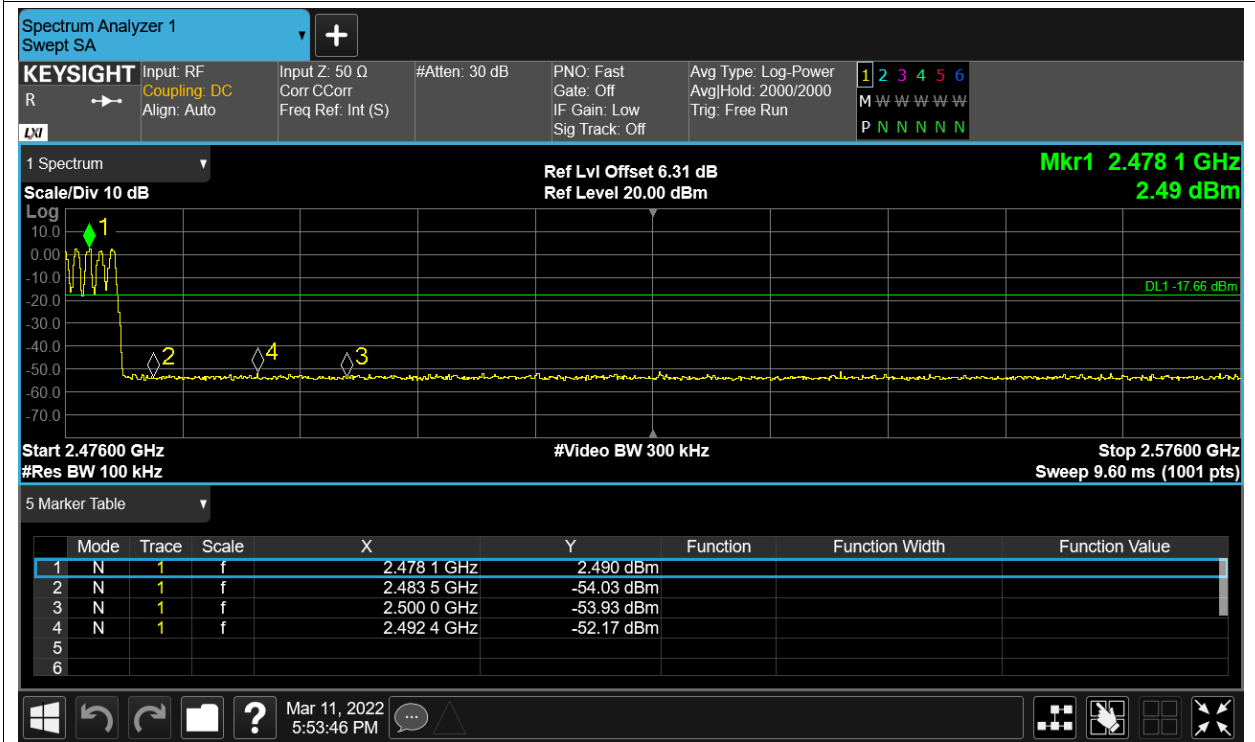 Spectrum Analyzer 1
Swept SA
KEYSIGHT Input: RF Input Z: 50 Ω #Atten: 30 dB PNO: Fast Avg Type: Log-Power 1 2 3 4 5 6
R Coupling: DC Corr CCorr Gate: Off Avg|Hold: 2000/2000 M W W W W W
Align: Auto Freq Ref: Int (S) IF Gain: Low Trig: Free Run
LXI Sig Track: Off P N N N N N
1 Spectrum Ref Lvl Offset 6.31 dB Mkr1 2.478 1 GHz
Scale/Div 10 dB Ref Level 20.00 dBm 2.49 dBm
Log
1
10.0
0.00
-10.0
DL1 -17.66 dBm
-20.0
-30.0
-40.0
2 4 3
-50.0
-60.0
-70.0
Start 2.47600 GHz #Video BW 300 kHz Stop 2.57600 GHz
#Res BW 100 kHz Sweep 9.60 ms (1001 pts)
5 Marker Table
Mode Trace Scale X Y Function Function Width Function Value
1 N 1 f 2.478 1 GHz 2.490 dBm
2 N 1 f 2.483 5 GHz -54.03 dBm
3 N 1 f 2.500 0 GHz -53.93 dBm
4 N 1 f 2.492 4 GHz -52.17 dBm
5
6
? Mar 11, 2022
5:53:46 PM